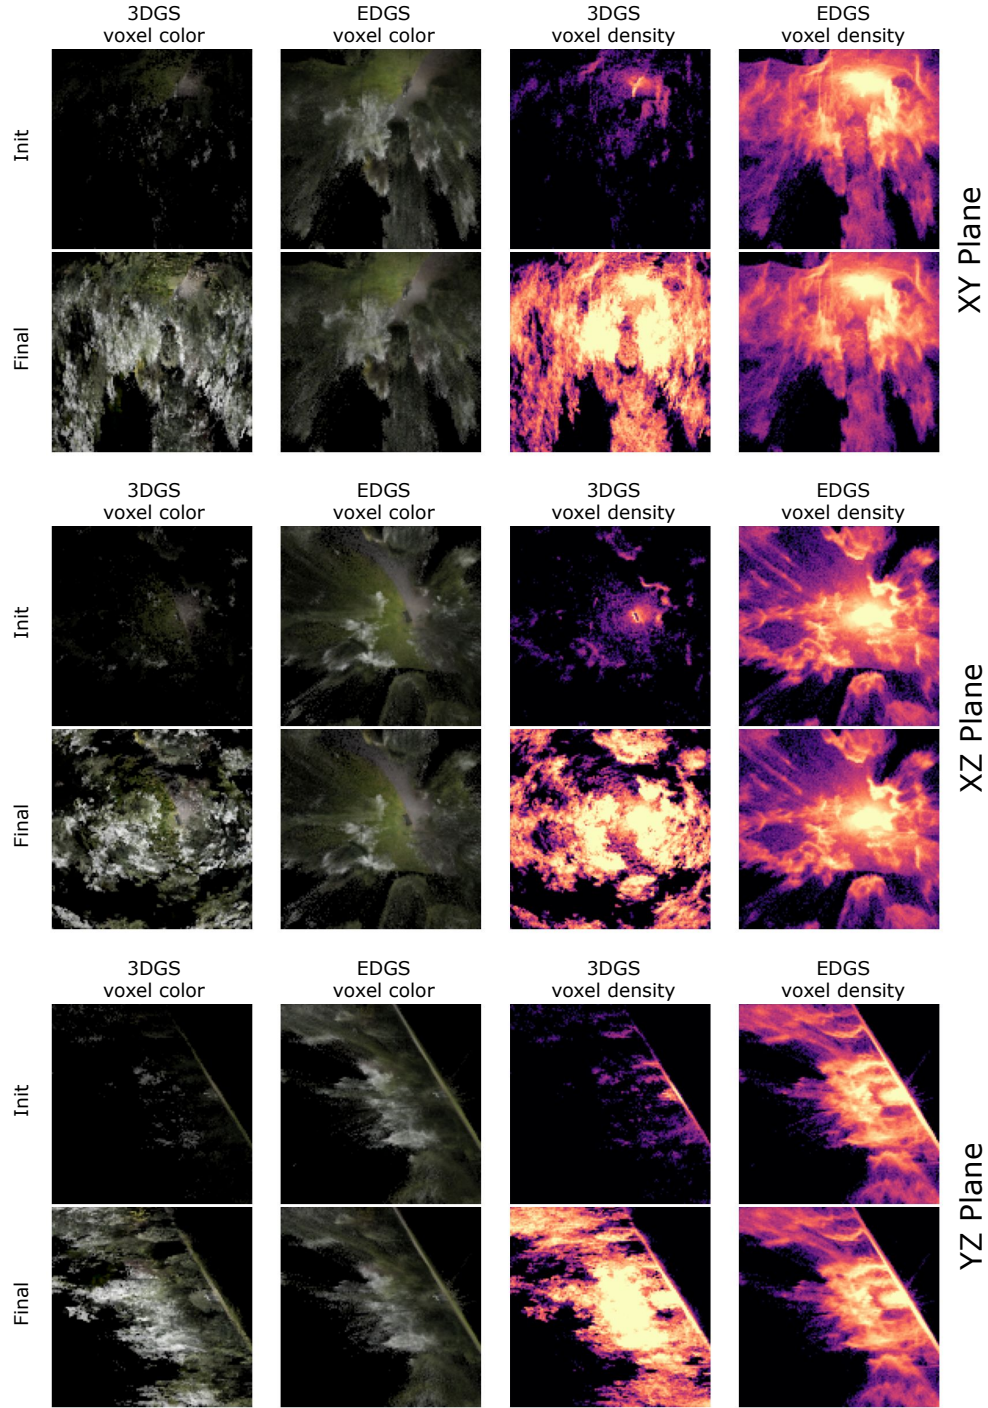 3DGS
voxel color
EDGS
voxel color
3DGS
voxel density
EDGS
voxel density
Init
Final
XY Plane
3DGS
voxel color
EDGS
voxel color
3DGS
voxel density
EDGS
voxel density
Init
Final
XZ Plane
3DGS
voxel color
EDGS
voxel color
3DGS
voxel density
EDGS
voxel density
Init
Final
YZ Plane